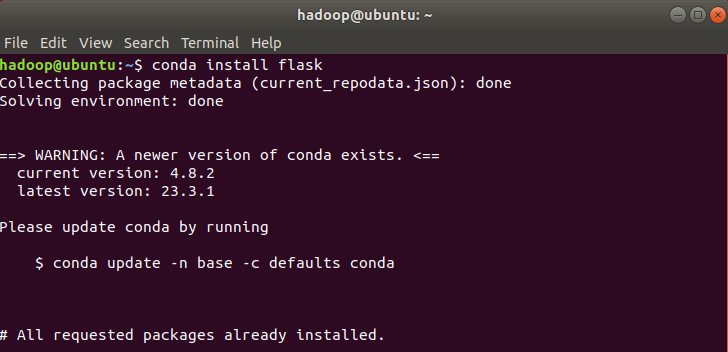 hadoop@ubuntu: ~
File Edit View Search Terminal Help
hadoop@ubuntu:~$ conda install flask
Collecting package metadata (current_repodata.json): done
Solving environment: done
==> WARNING: A newer version of conda exists. <==
  current version: 4.8.2
  latest version: 23.3.1
Please update conda by running
    $ conda update -n base -c defaults conda
# All requested packages already installed.